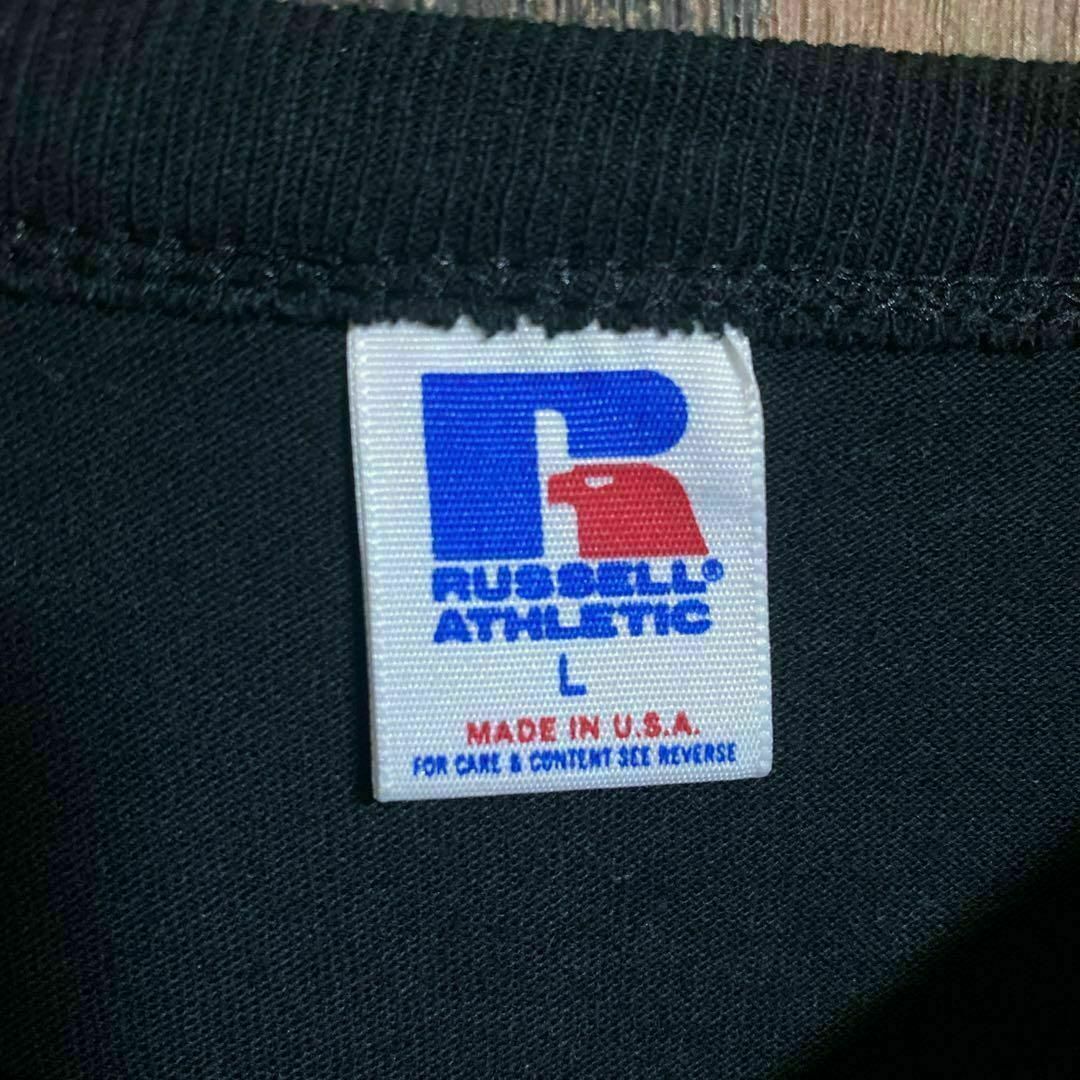 R
RUSSELL®
ATHLETIC
L
MADE IN U.S.A.
FOR CARE & CONTENT SEE REVERSE